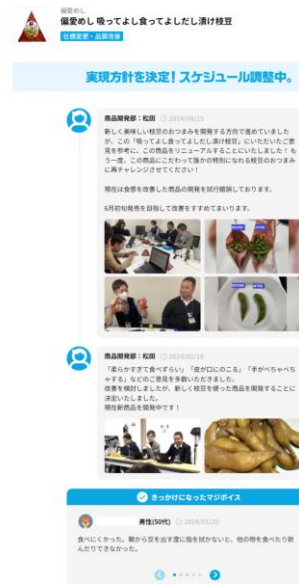 偏愛めし
偏愛めし 吸ってよし食ってよしだし漬け枝豆
仕様変更・品質改善
実現方針を決定！スケジュール調整中。
商品開発部：松田 2024/04/15
新しく美味しい枝豆のおつまみを開発する方向で進めていました
が、この「吸ってよし食ってよしだし漬け枝豆」にいただいたご意
見を参考に、この商品をリニューアルすることにいたしました！も
う一度、この商品にこだわって誰かの特別になれる枝豆のおつまみ
に再チャレンジさせてください！
現在は食感を改善した商品の開発を試行錯誤しております。
6月初旬発売を目指して改善をすすめてまいります。
商品開発部：松田 2024/02/16
「柔らかすぎて食べずらい」「皮が口にのこる」「手がべちゃべち
ゃする」などのご意見を多数いただきました。
改善を検討しましたが、新しく枝豆を使った商品を開発することに
決定いたしました。
現在新商品を開発中です！
きっかけになったマジボイス
男性(50代) 2024/01/20
食べにくかった。鞘から豆を出す度に指を拭かないと、他の物を食べたり飲
んだりできなかった。